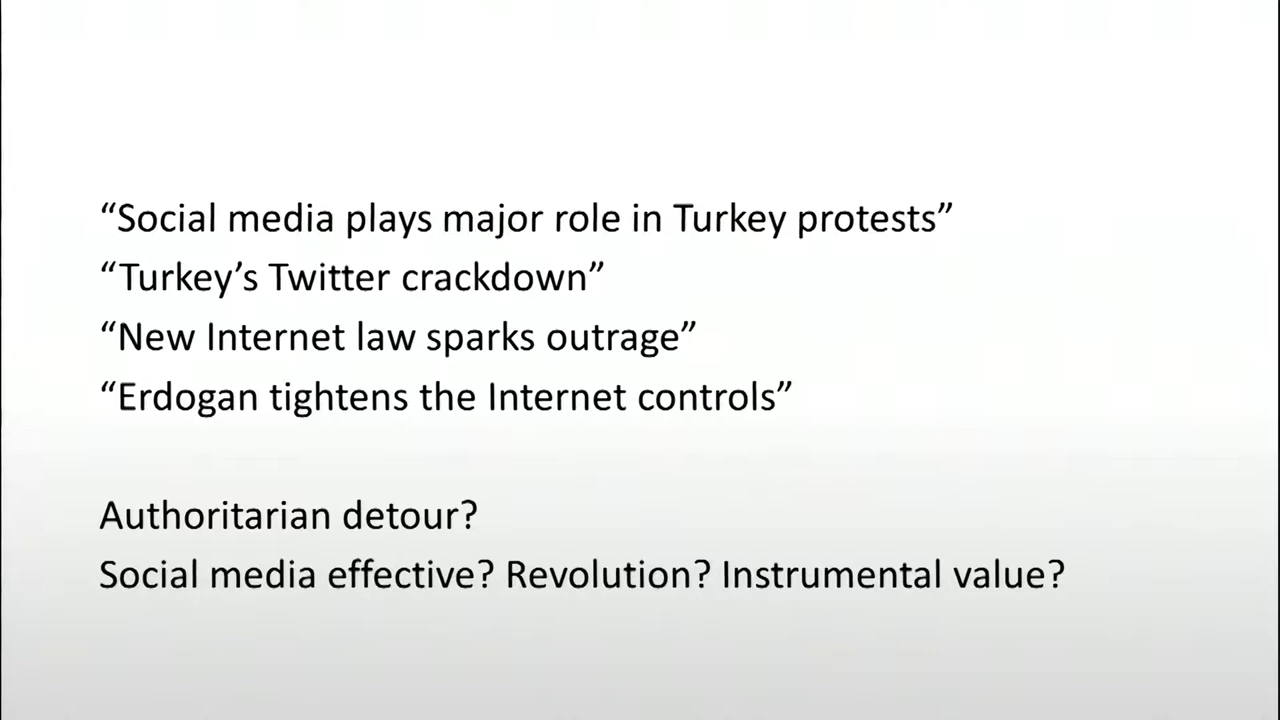 “Social media plays major role in Turkey protests”
“Turkey’s Twitter crackdown”
“New Internet law sparks outrage”
“Erdogan tightens the Internet controls”
Authoritarian detour?
Social media effective? Revolution? Instrumental value?